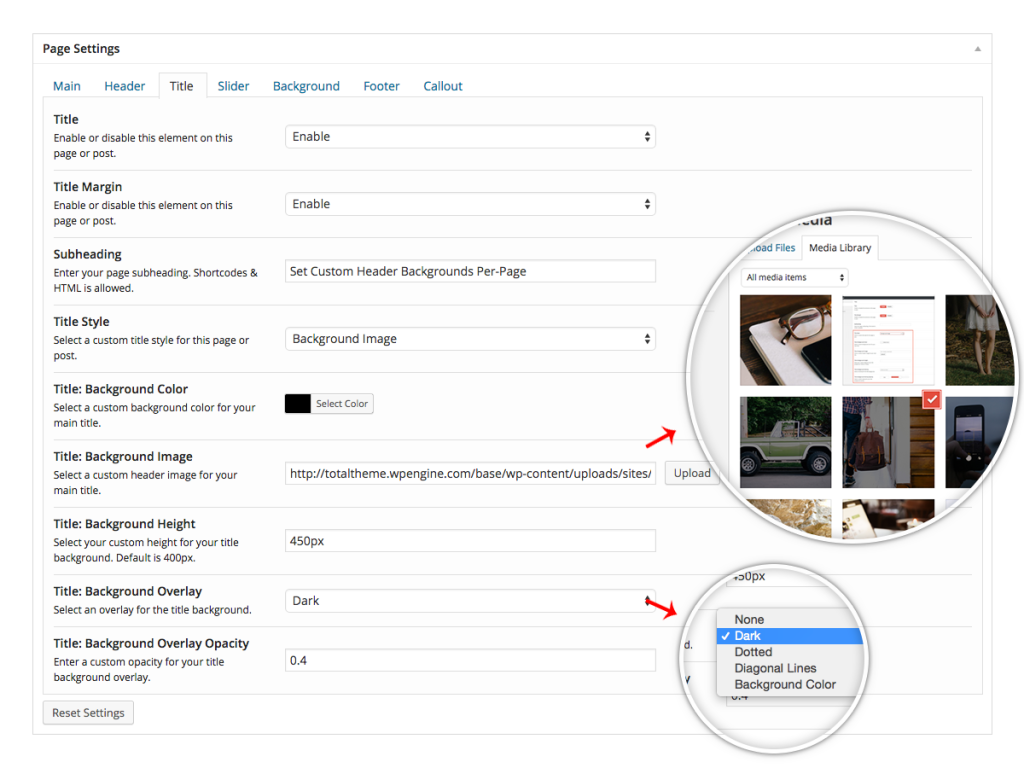 Page Settings
Main Header Title Slider Background Footer Callout
Title
Enable or disable this element on this
page or post.
Enable
Title Margin
Enable or disable this element on this
page or post.
Enable
Subheading
Enter your page subheading. Shortcodes &
HTML is allowed.
Set Custom Header Backgrounds Per-Page
Title Style
Select a custom title style for this page or
post.
Background Image
Title: Background Color
Select a custom background color for your
main title.
Select Color
Title: Background Image
Select a custom header image for your
main title.
http://totaltheme.wpengine.com/base/wp-content/uploads/sites/
Upload
Title: Background Height
Select your custom height for your title
background. Default is 400px.
450px
Title: Background Overlay
Select an overlay for the title background.
Dark
Title: Background Overlay Opacity
Enter a custom opacity for your title
background overlay.
0.4
Reset Settings
Files Media Library
All media items
450px
None
Dark
Dotted
Diagonal Lines
Background Color
d.
y
0.4